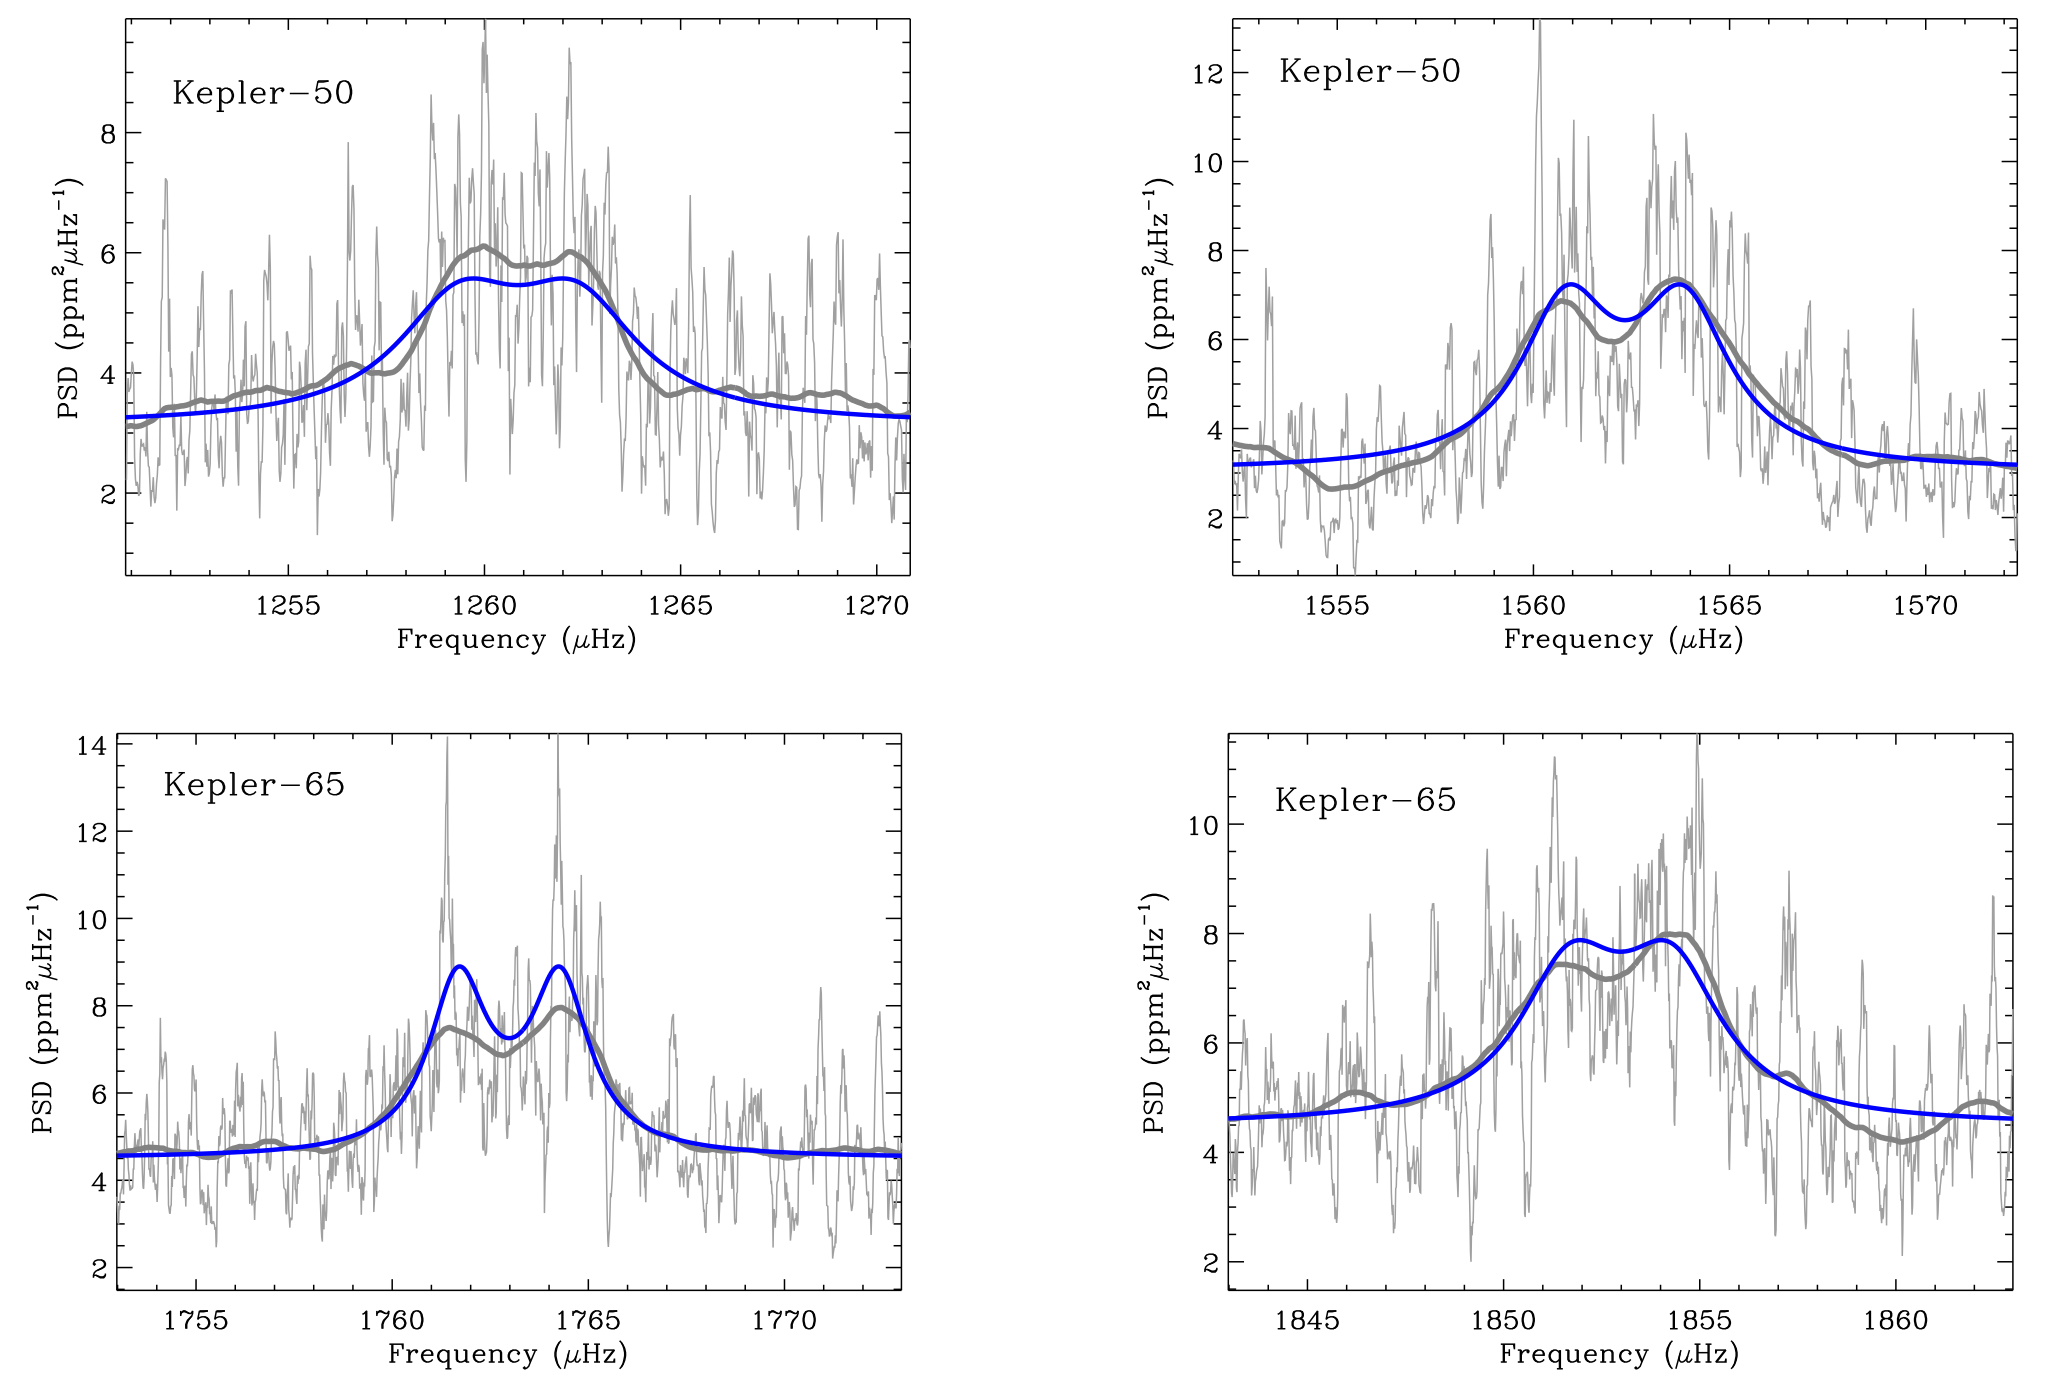 Kepler−50
8
6
4
2
PSD (ppm²μHz⁻¹)
1255 1260 1265 1270
Frequency (μHz)
Kepler−50
12
10
8
6
4
2
PSD (ppm²μHz⁻¹)
1555 1560 1565 1570
Frequency (μHz)
Kepler−65
14
12
10
8
6
4
2
PSD (ppm²μHz⁻¹)
1755 1760 1765 1770
Frequency (μHz)
Kepler−65
10
8
6
4
2
PSD (ppm²μHz⁻¹)
1845 1850 1855 1860
Frequency (μHz)